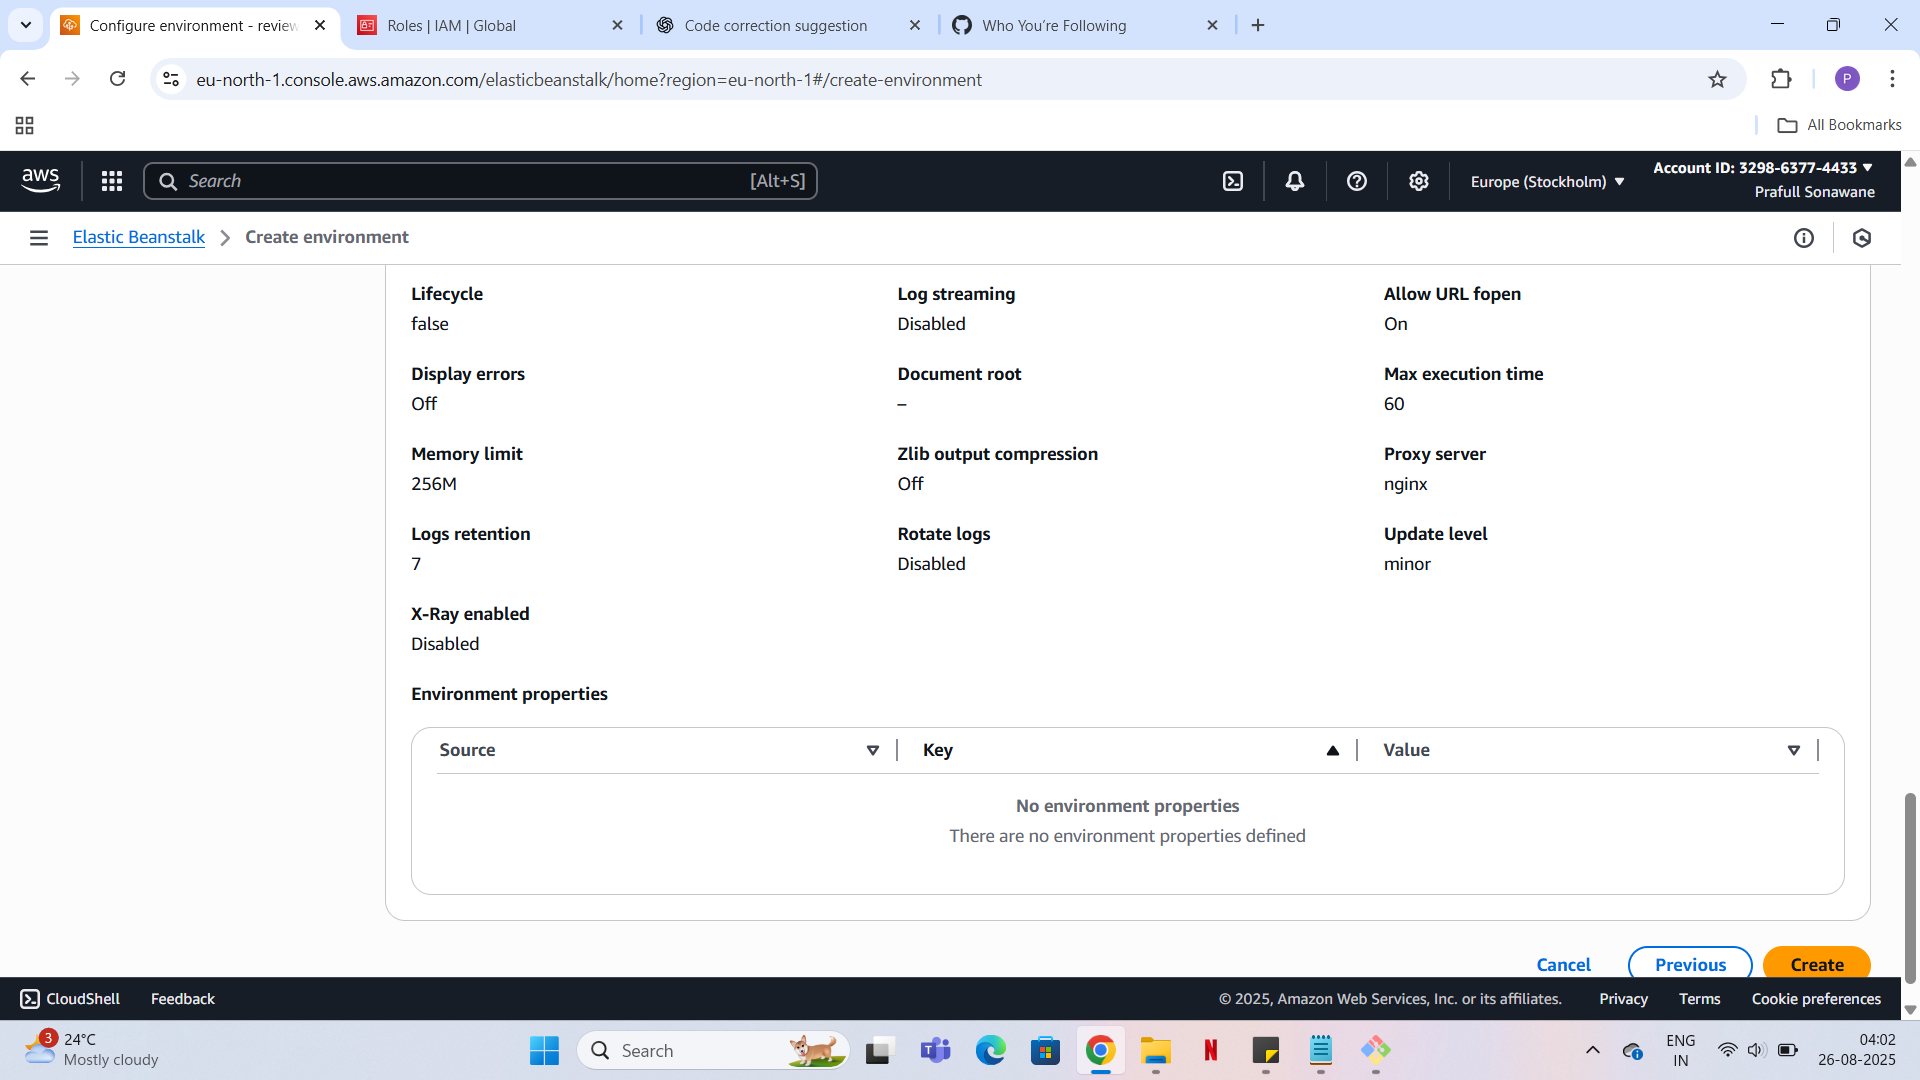 Configure environment - review
Roles | IAM | Global
Code correction suggestion
Who You're Following
eu-north-1.console.aws.amazon.com/elasticbeanstalk/home?region=eu-north-1#/create-environment
P
All Bookmarks
aws
Search
[Alt+S]
Europe (Stockholm)
Account ID: 3298-6377-4433
Prafull Sonawane
Elastic Beanstalk
Create environment
Lifecycle
false
Log streaming
Disabled
Allow URL fopen
On
Display errors
Off
Document root
–
Max execution time
60
Memory limit
256M
Zlib output compression
Off
Proxy server
nginx
Logs retention
7
Rotate logs
Disabled
Update level
minor
X-Ray enabled
Disabled
Environment properties
Source
Key
Value
No environment properties
There are no environment properties defined
Cancel
Previous
Create
CloudShell
Feedback
© 2025, Amazon Web Services, Inc. or its affiliates.
Privacy
Terms
Cookie preferences
3
24°C
Mostly cloudy
Search
N
ENG
IN
04:02
26-08-2025